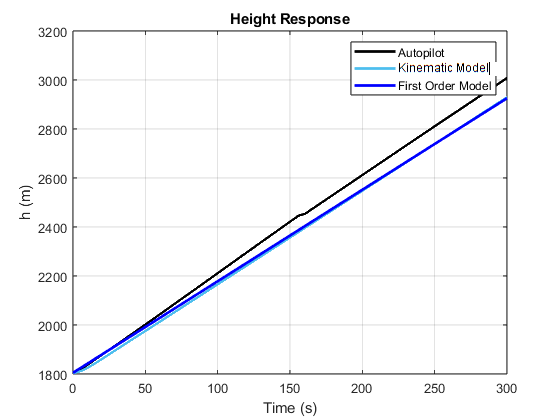 Height Response
3200
3000
2800
2600
2400
2200
2000
1800
h (m)
Autopilot
Kinematic Model
First Order Model
0
50
100
150
200
250
300
Time (s)